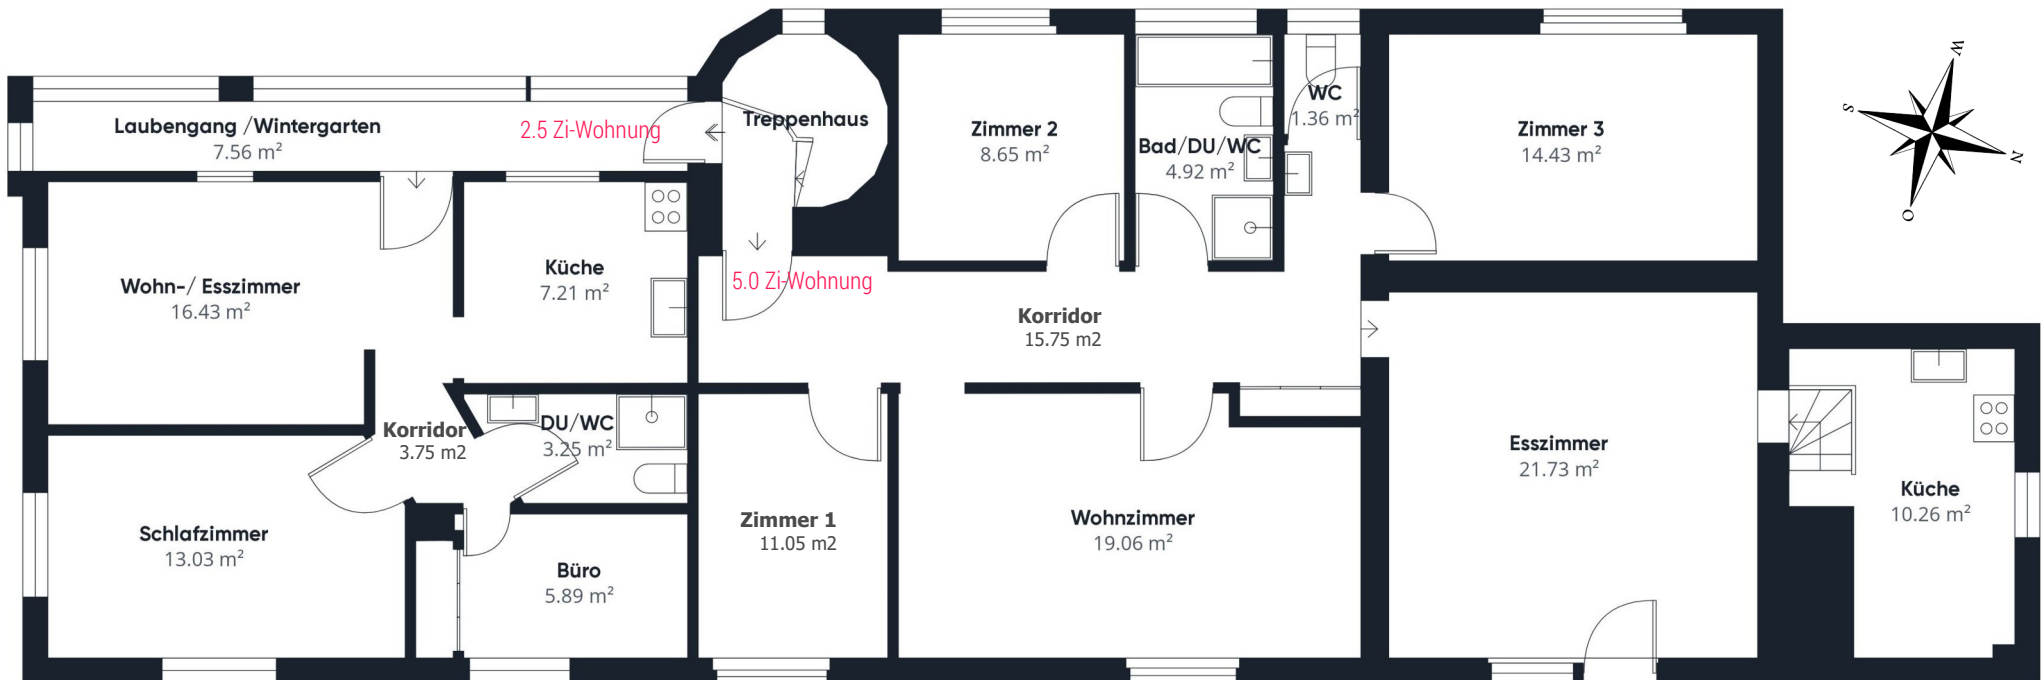 Laubengang /Wintergarten
7.56 m²
2.5 Zi-Wohnung
Treppenhaus
Zimmer 2
8.65 m²
Bad/DU/WC
4.92 m²
WC
1.36 m²
Zimmer 3
14.43 m²
W
S
N
O
Wohn-/ Esszimmer
16.43 m²
Küche
7.21 m²
5.0 Zi-Wohnung
Korridor
15.75 m2
Korridor
3.75 m2
DU/WC
3.25 m²
Esszimmer
21.73 m²
Küche
10.26 m²
Schlafzimmer
13.03 m²
Büro
5.89 m²
Zimmer 1
11.05 m2
Wohnzimmer
19.06 m²